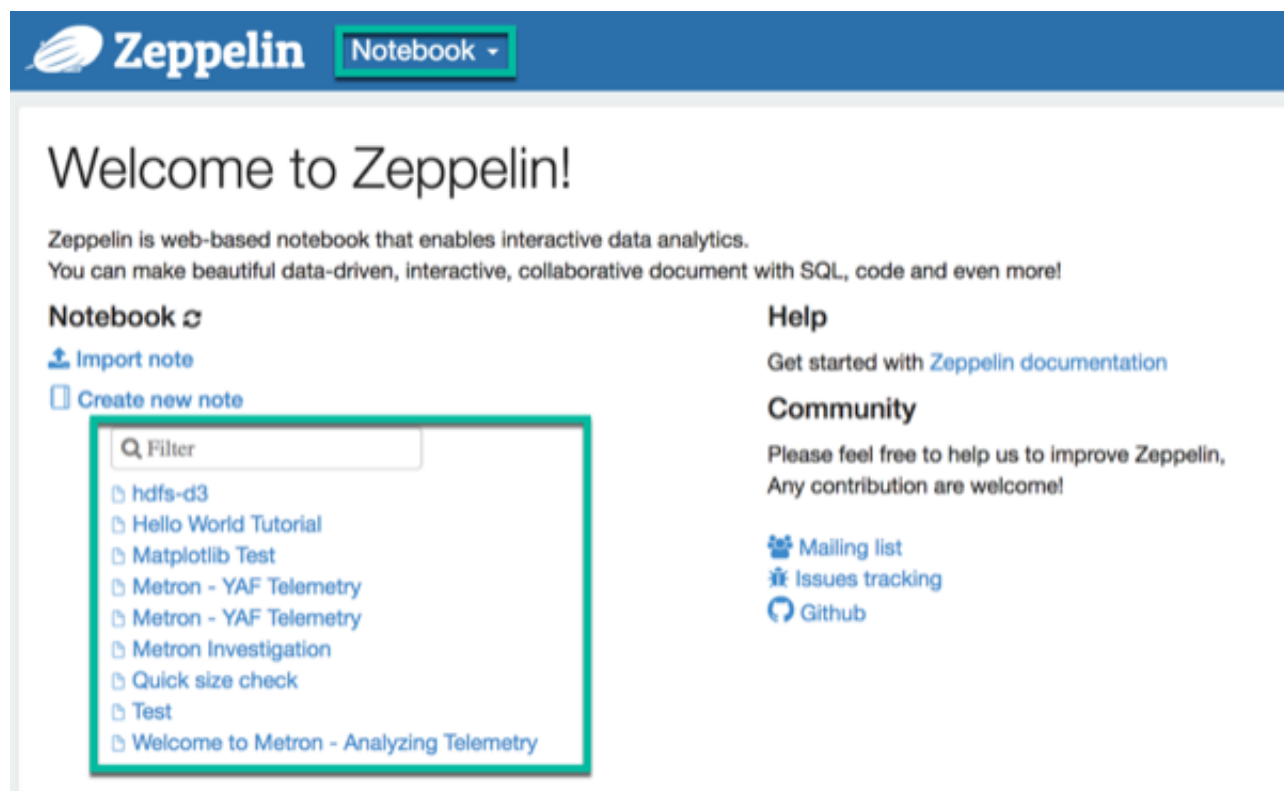 Zeppelin Notebook
Welcome to Zeppelin!
Zeppelin is web-based notebook that enables interactive data analytics.
You can make beautiful data-driven, interactive, collaborative document with SQL, code and even more!
Notebook
Import note
Create new note
Filter
hdfs-d3
Hello World Tutorial
Matplotlib Test
Metron - YAF Telemetry
Metron - YAF Telemetry
Metron Investigation
Quick size check
Test
Welcome to Metron - Analyzing Telemetry
Help
Get started with Zeppelin documentation
Community
Please feel free to help us to improve Zeppelin,
Any contribution are welcome!
Mailing list
Issues tracking
Github